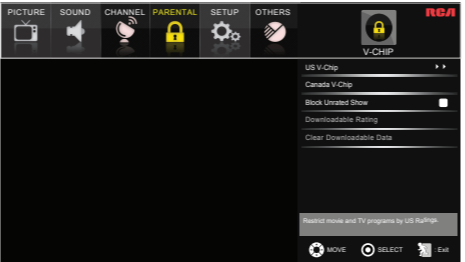 PICTURE SOUND CHANNEL PARENTAL SETUP OTHERS
RCA
V-CHIP
US V-Chip
Canada V-Chip
Block Unrated Show
Downloadable Rating
Clear Downloadable Data
Restrict movie and TV programs by US Ratings.
MOVE SELECT : Exit